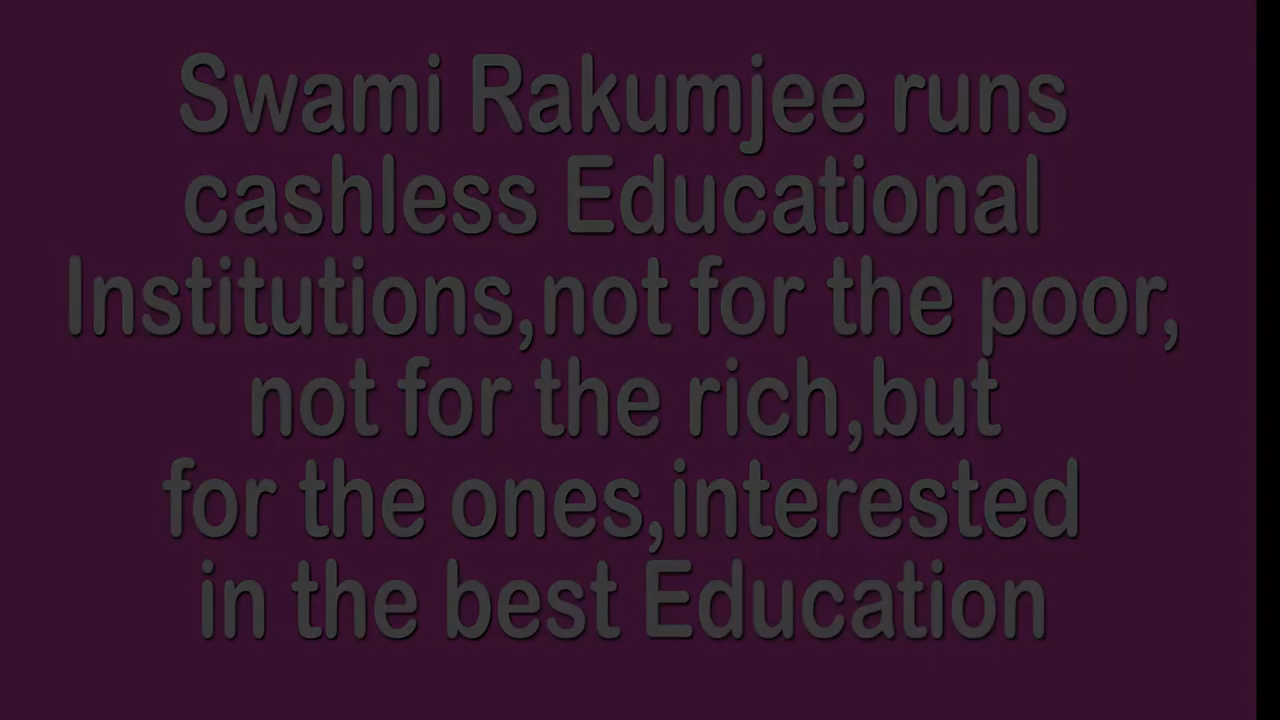 Swami Rakumjee runs
cashless Educational
Institutions,not for the poor,
not for the rich,but
for the ones,interested
in the best Education